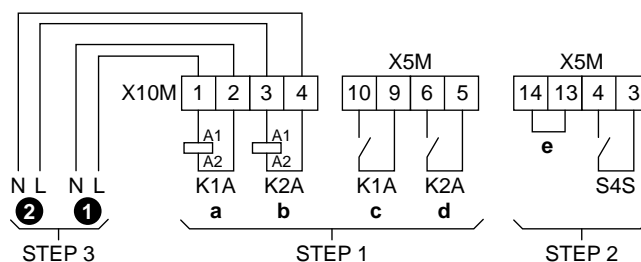 X5M X5M
X10M 1 2 3 4 10 9 6 5 14 13 4 3
A1 A1
A2 A2
e
N L N L K1A K2A K1A K2A S4S
2 1 a b c d
STEP 3 STEP 1 STEP 2